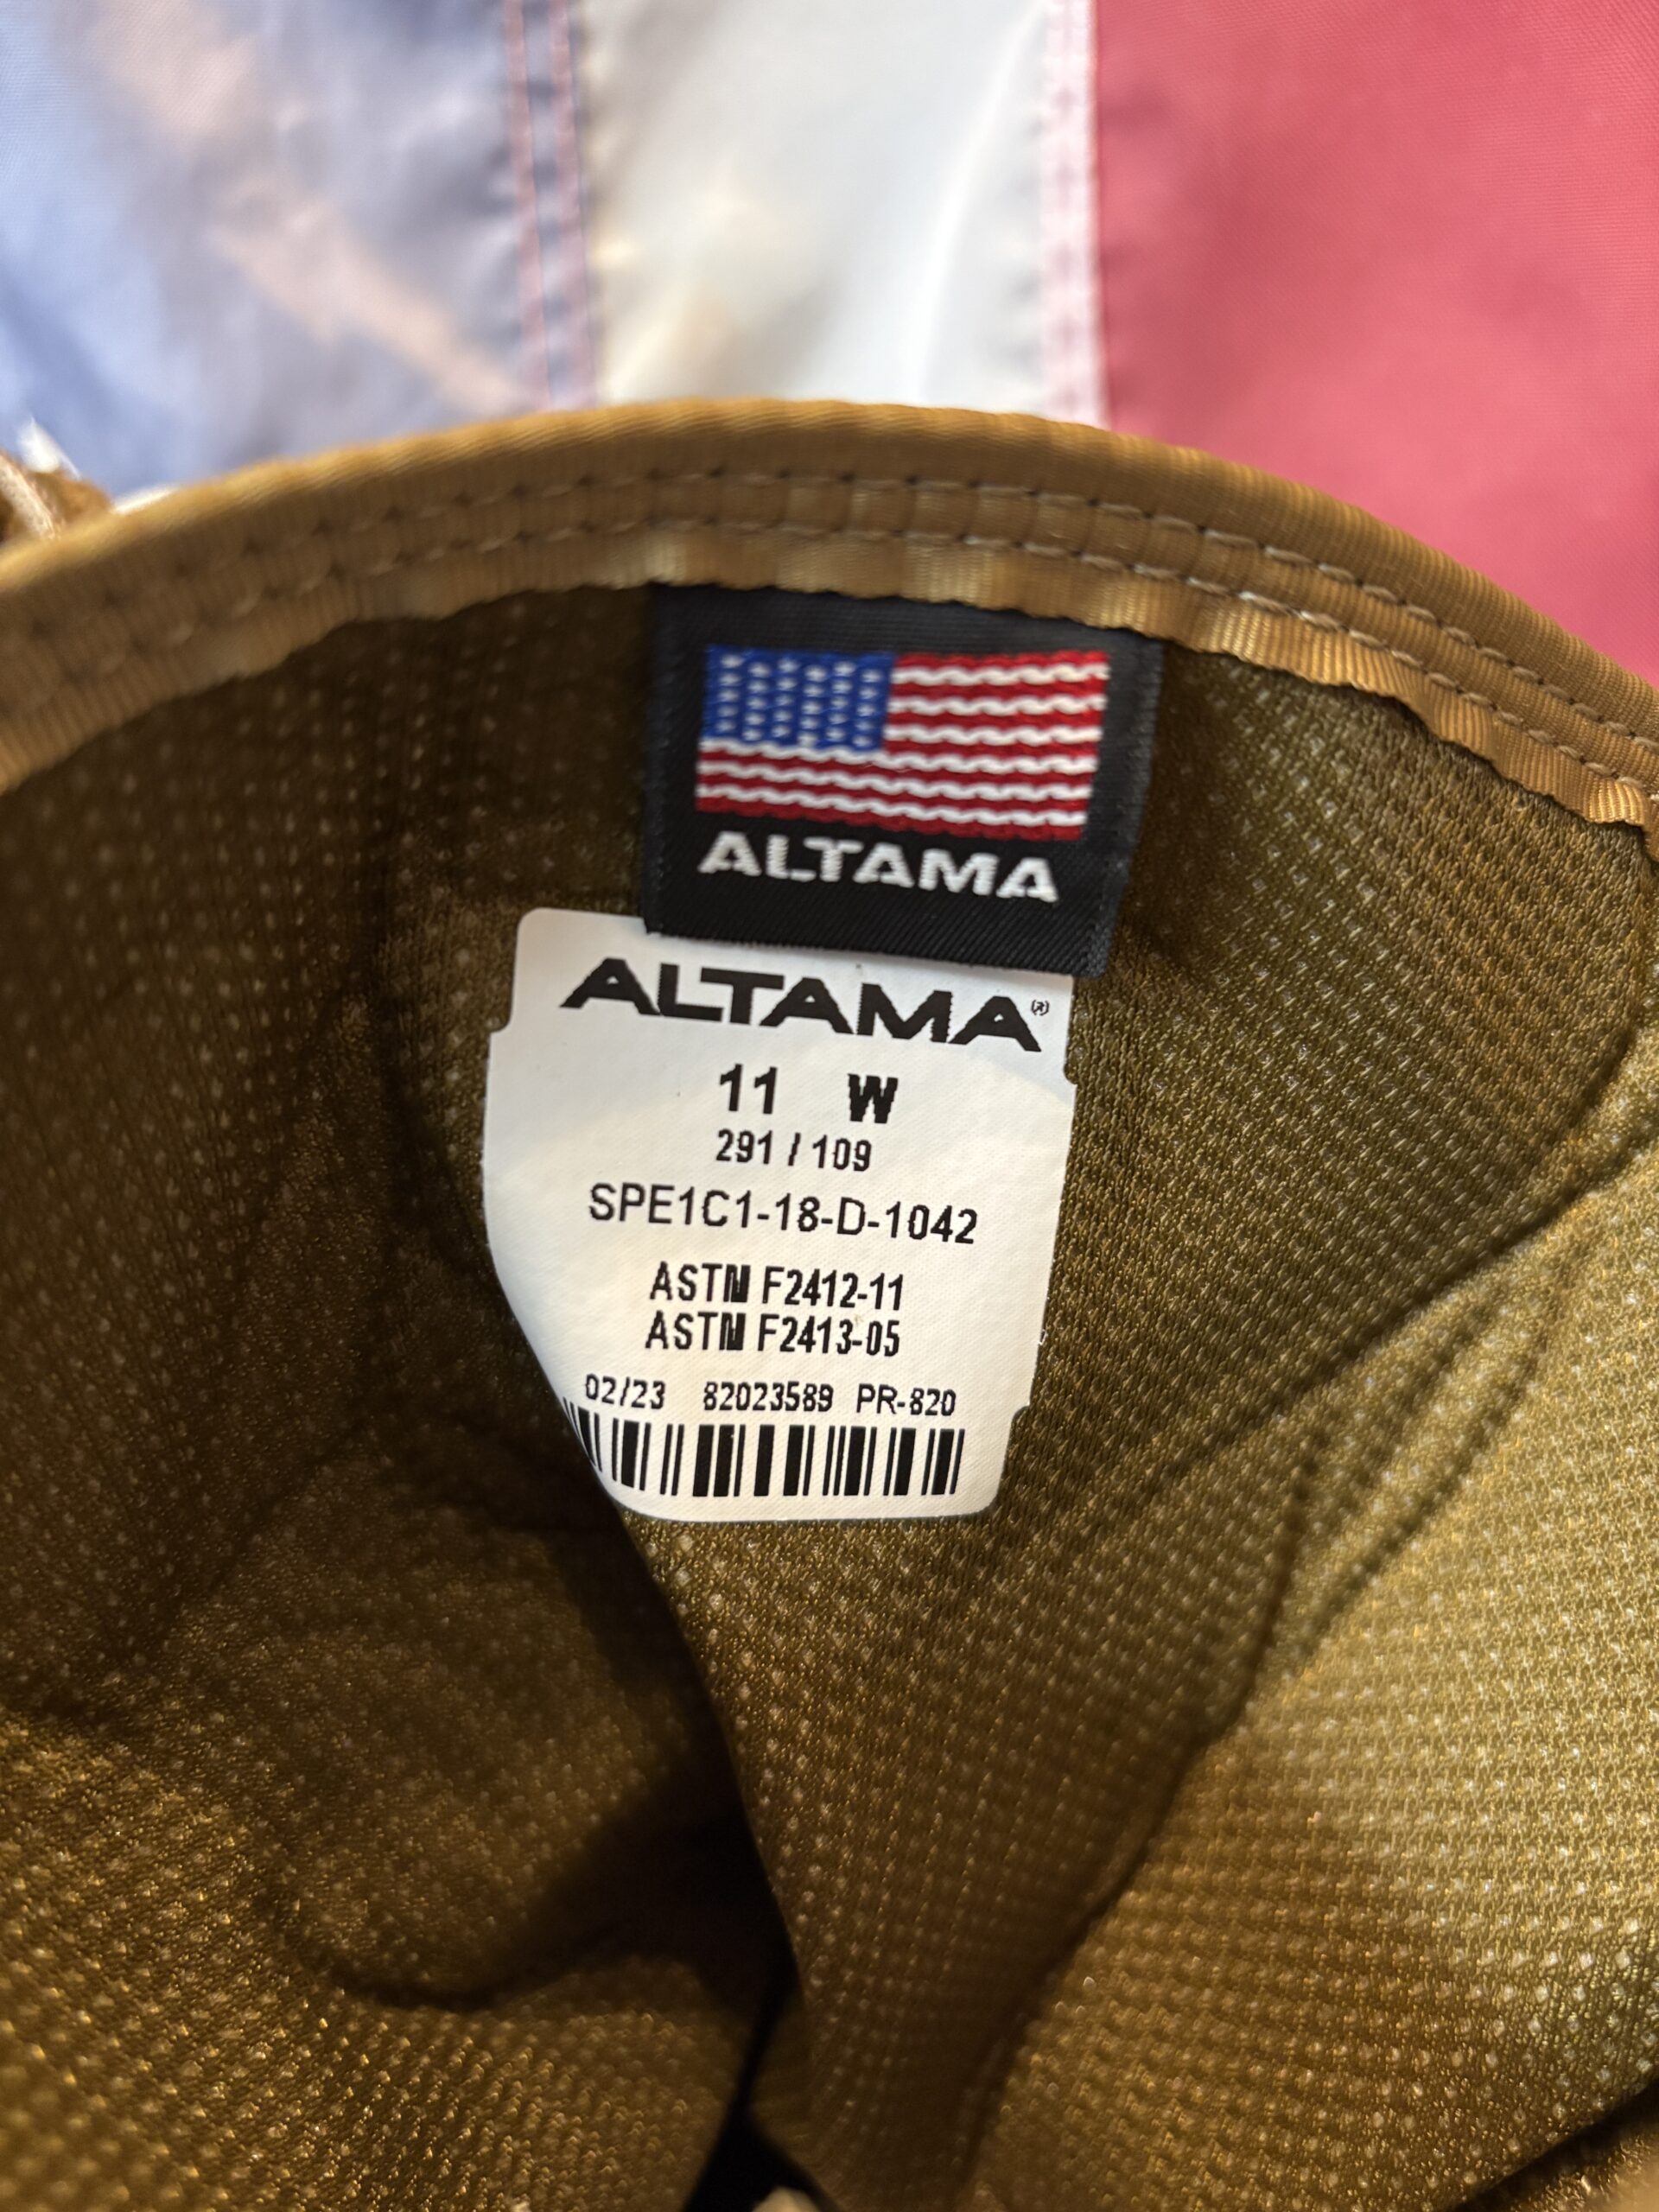 ALTAMA
ALTAMA®
11 W
291 / 109
SPE1C1-18-D-1042
ASTM F2412-11
ASTM F2413-05
02/23 82023589 PR-820